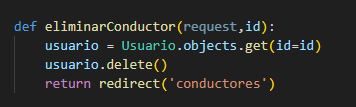 def eliminarConductor(request,id):
    usuario = Usuario.objects.get(id=id)
    usuario.delete()
    return redirect('conductores')